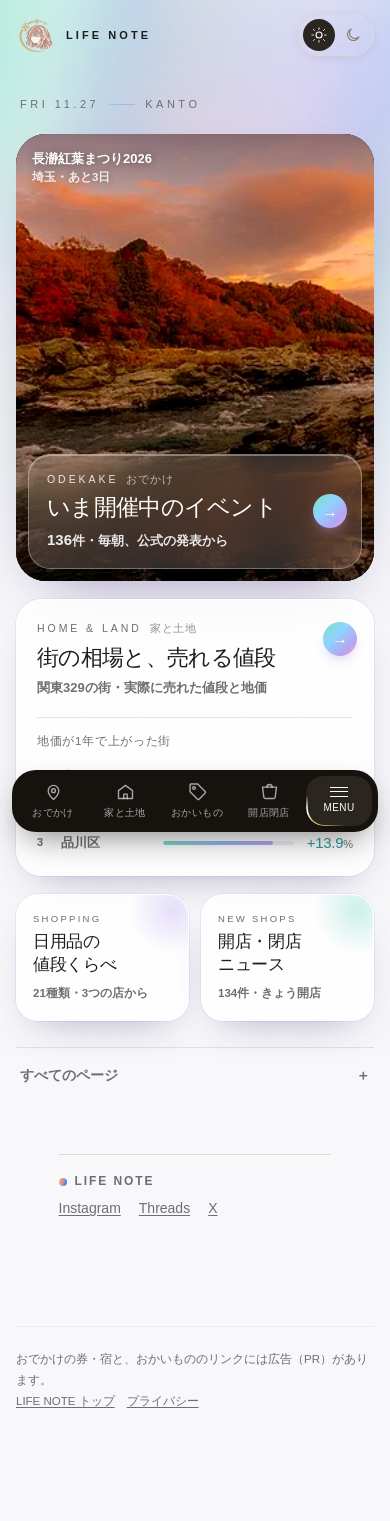 LIFE NOTE
FRI 11.27 KANTO
長瀞紅葉まつり2026
埼玉・あと3日
ODEKAKE おでかけ
いま開催中のイベント
→
136件・毎朝、公式の発表から
HOME & LAND 家と土地
街の相場と、売れる値段
→
関東329の街・実際に売れた値段と地価
地価が1年で上がった街
おでかけ 家と土地 おかいもの 開店閉店 MENU
3 品川区 +13.9%
SHOPPING
日用品の
値段くらべ
21種類・3つの店から
NEW SHOPS
開店・閉店
ニュース
134件・きょう開店
すべてのページ +
LIFE NOTE
Instagram Threads X
おでかけの券・宿と、おかいもののリンクには広告（PR）があり
ます。
LIFE NOTE トップ プライバシー